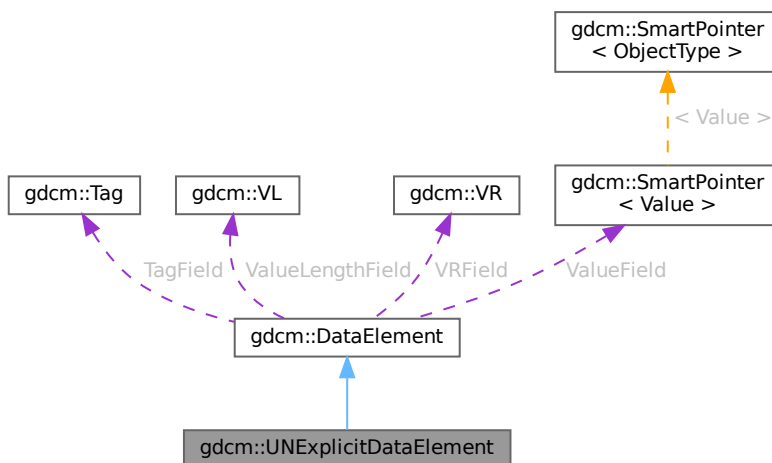 gdcm::SmartPointer
< ObjectType >
< Value >
gdcm::Tag
gdcm::VL
gdcm::VR
gdcm::SmartPointer
< Value >
TagField
ValueLengthField
VRField
ValueField
gdcm::DataElement
gdcm::UNExplicitDataElement